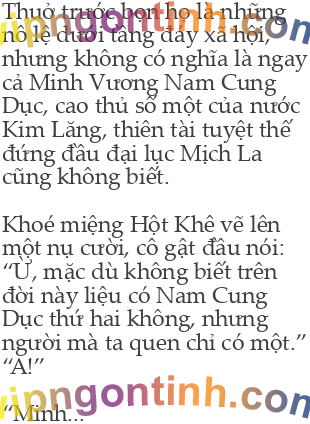 Thuở trước bọn họ là những
nô lệ dưới tầng đáy xã hội,
nhưng không có nghĩa là ngay
cả Minh Vương Nam Cung
Dục, cao thủ số một của nước
Kim Lăng, thiên tài tuyệt thế
đứng đầu đại lục Mịch La
cũng không biết.

Khoé miệng Hột Khê vẽ lên
một nụ cười, cô gật đầu nói:
“Ừ, mặc dù không biết trên
đời này liệu có Nam Cung
Dục thứ hai không, nhưng
người mà ta quen chỉ có một.”
“A!”
vipngontinh.com
“Minh...